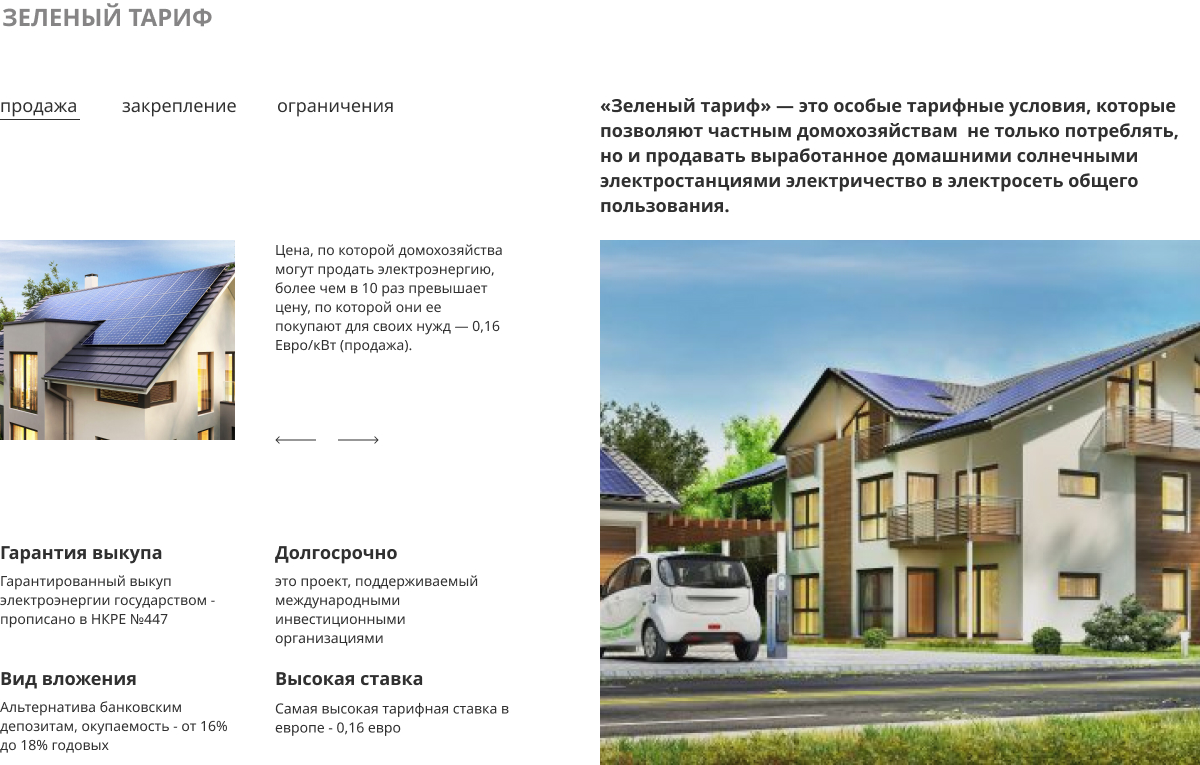 ЗЕЛЕНЫЙ ТАРИФ
продажа закрепление ограничения
«Зеленый тариф» — это особые тарифные условия, которые
позволяют частным домохозяйствам не только потреблять,
но и продавать выработанное домашними солнечными
электростанциями электричество в электросеть общего
пользования.
Цена, по которой домохозяйства
могут продать электроэнергию,
более чем в 10 раз превышает
цену, по которой они ее
покупают для своих нужд — 0,16
Евро/кВт (продажа).
Гарантия выкупа
Гарантированный выкуп
электроэнергии государством -
прописано в НКРЕ №447
Долгосрочно
это проект, поддерживаемый
международными
инвестиционными
организациями
Вид вложения
Альтернатива банковским
депозитам, окупаемость - от 16%
до 18% годовых
Высокая ставка
Самая высокая тарифная ставка в
европе - 0,16 евро